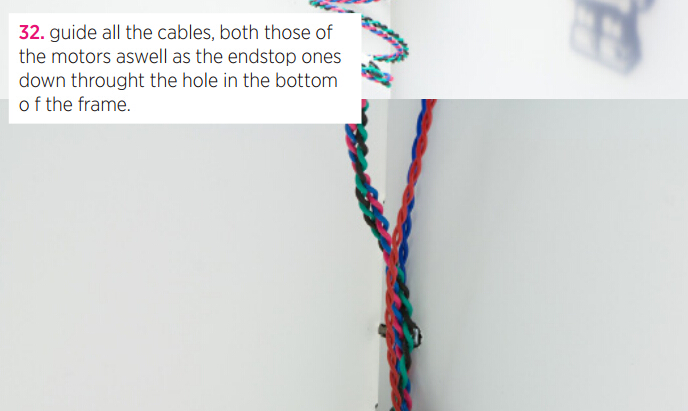 32. guide all the cables, both those of
the motors aswell as the endstop ones
down throught the hole in the bottom
o f the frame.